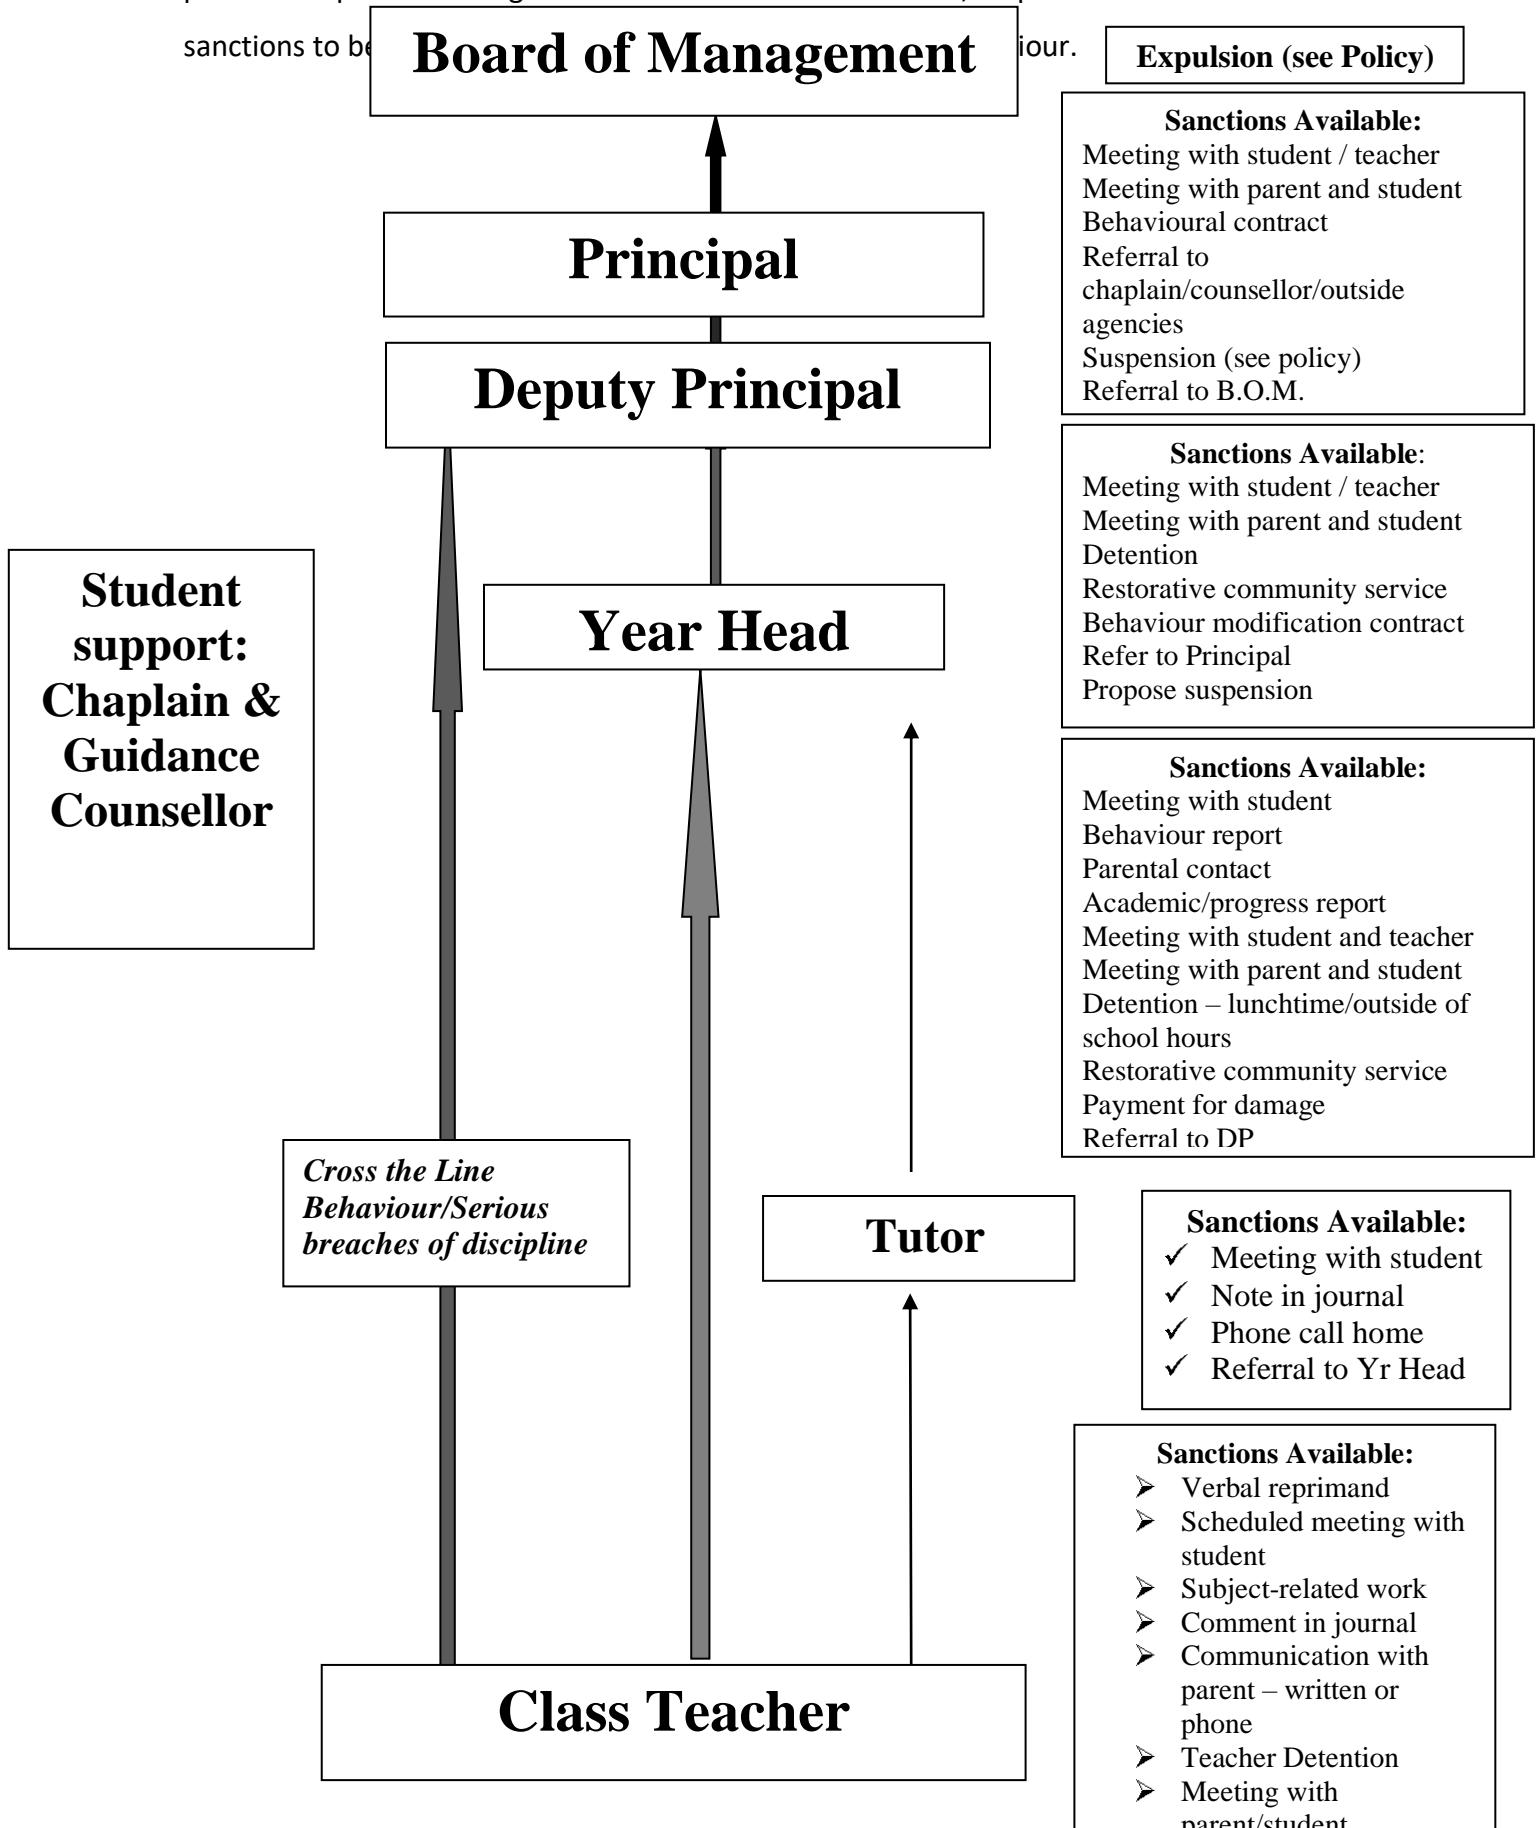 sanctions to be
iour.
Board of Management
Expulsion (see Policy)
Principal
Deputy Principal
Sanctions Available:
Meeting with student / teacher
Meeting with parent and student
Behavioural contract
Referral to
chaplain/counsellor/outside
agencies
Suspension (see policy)
Referral to B.O.M.
Sanctions Available:
Meeting with student / teacher
Meeting with parent and student
Detention
Restorative community service
Behaviour modification contract
Refer to Principal
Propose suspension
Student
support:
Chaplain &
Guidance
Counsellor
Year Head
Sanctions Available:
Meeting with student
Behaviour report
Parental contact
Academic/progress report
Meeting with student and teacher
Meeting with parent and student
Detention – lunchtime/outside of
school hours
Restorative community service
Payment for damage
Referral to DP
Cross the Line
Behaviour/Serious
breaches of discipline
Tutor
Sanctions Available:
✓ Meeting with student
✓ Note in journal
✓ Phone call home
✓ Referral to Yr Head
Class Teacher
Sanctions Available:
➢ Verbal reprimand
➢ Scheduled meeting with
student
➢ Subject-related work
➢ Comment in journal
➢ Communication with
parent – written or
phone
➢ Teacher Detention
➢ Meeting with
parent/student